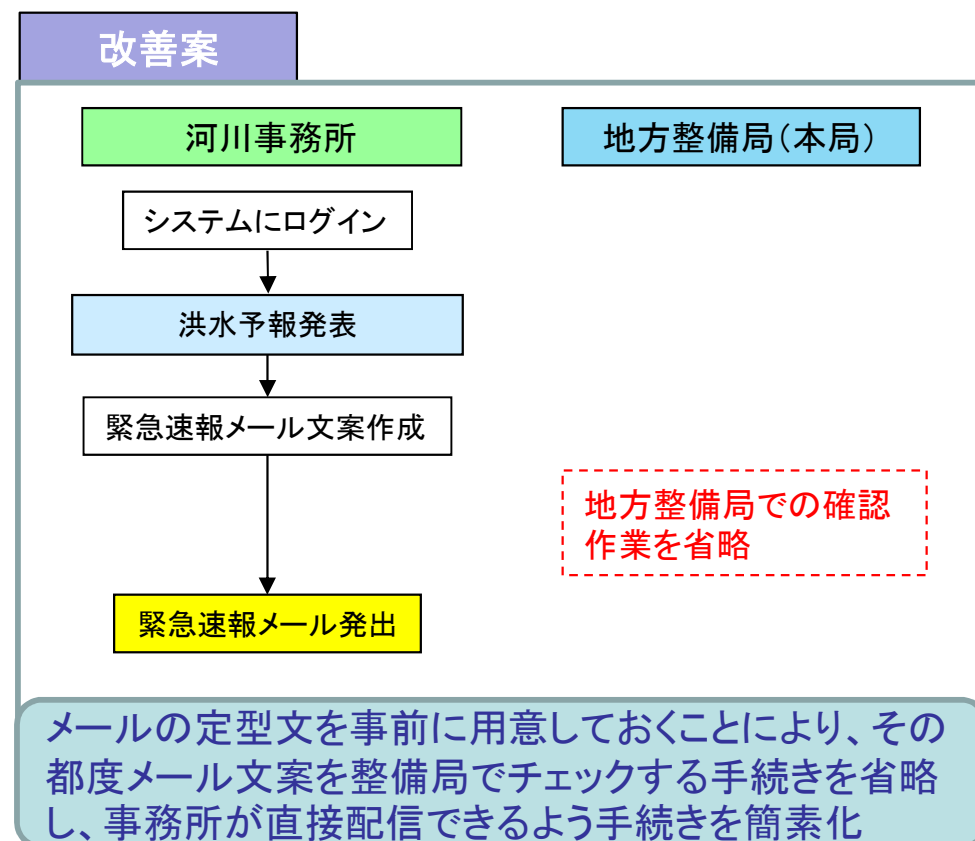 改善案
河川事務所
地方整備局(本局)
システムにログイン
洪水予報発表
緊急速報メール文案作成
地方整備局での確認
作業を省略
緊急速報メール発出
メールの定型文を事前に用意しておくことにより、その
都度メール文案を整備局でチェックする手続きを省略
し、事務所が直接配信できるよう手続きを簡素化